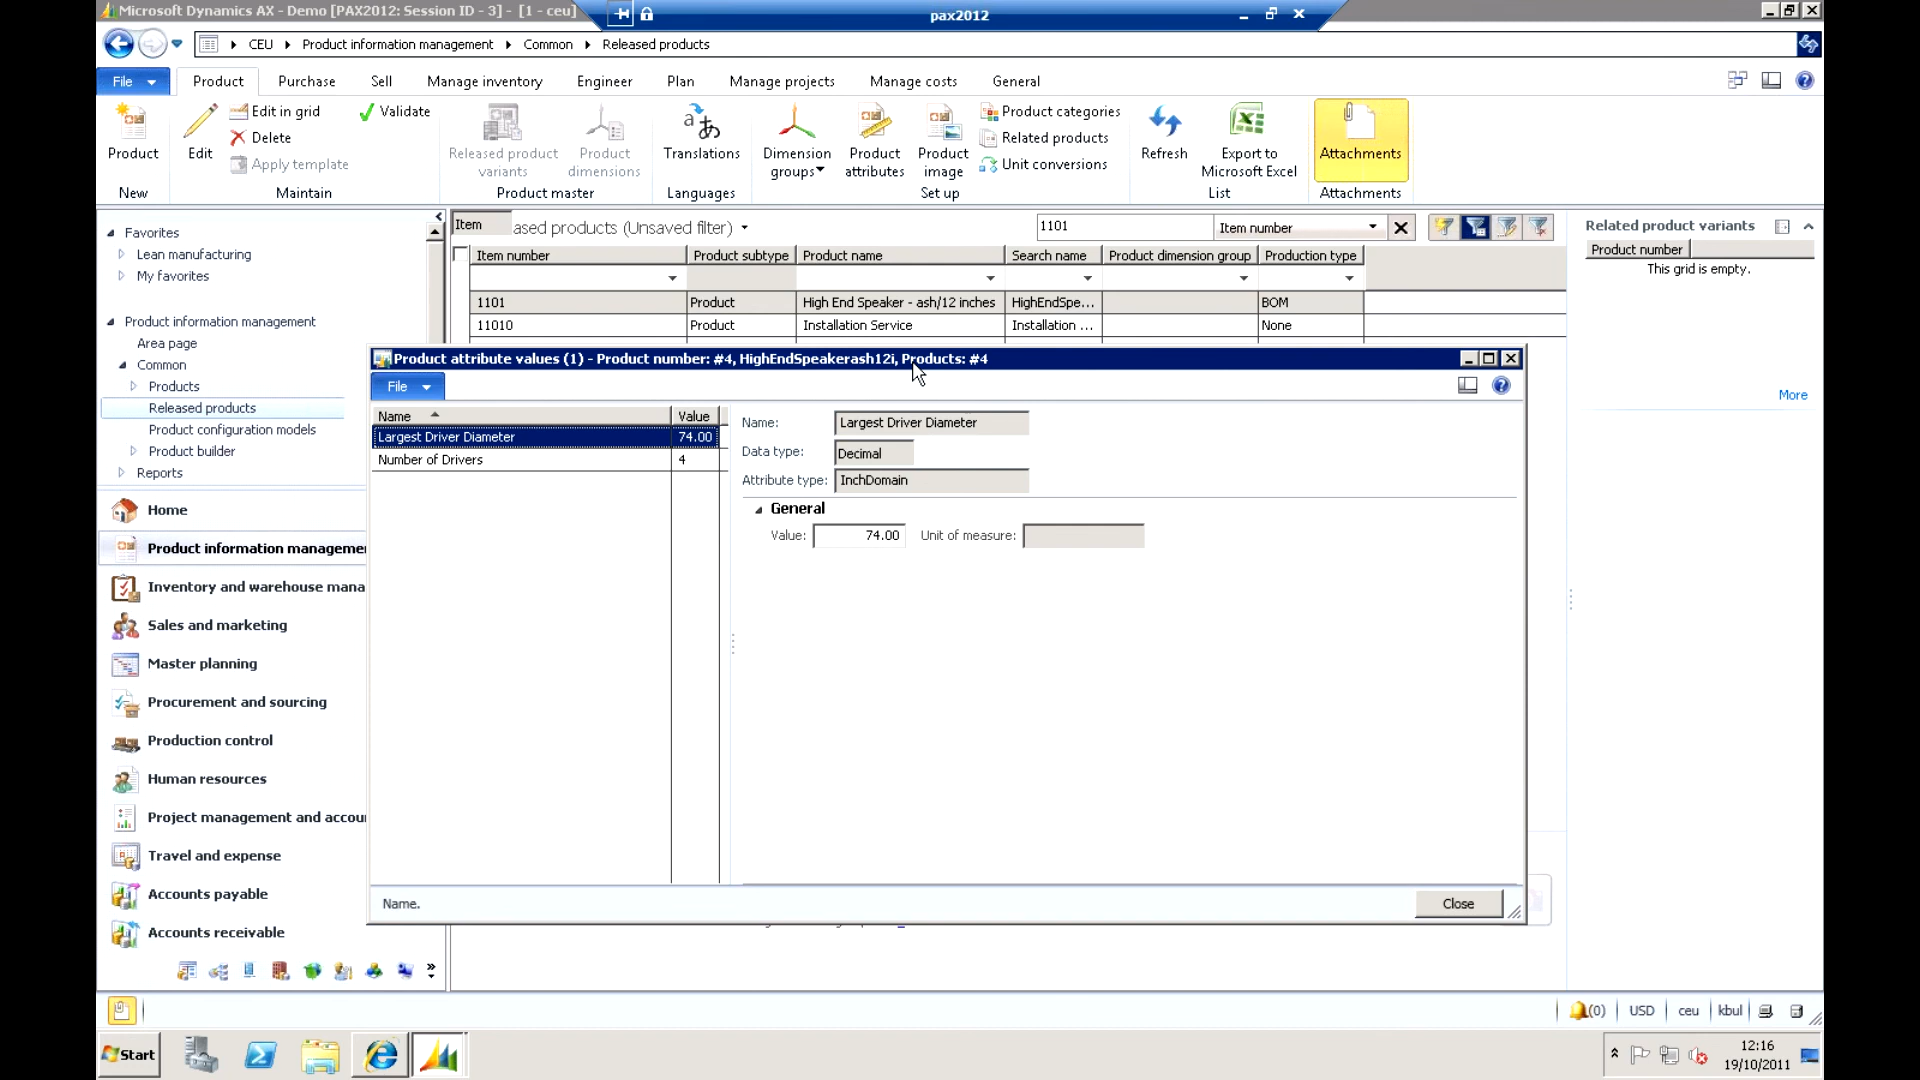 Microsoft Dynamics AX - Demo [PAX2012: Session ID - 3] - [1 - ceu]
pax2012
CEU
Product information management
Common
Released products
File
Product
Purchase
Sell
Manage inventory
Engineer
Plan
Manage projects
Manage costs
General
Product
New
Edit
Edit in grid
Delete
Apply template
Validate
Maintain
Released product
variants
Product
dimensions
Product master
Translations
Languages
Dimension
groups
Product
attributes
Product
image
Product categories
Related products
Unit conversions
Set up
Refresh
Export to
Microsoft Excel
List
Attachments
Attachments
Favorites
Lean manufacturing
My favorites
Product information management
Area page
Common
Products
Released products
Product configuration models
Product builder
Reports
Home
Product information manageme
Inventory and warehouse mana
Sales and marketing
Master planning
Procurement and sourcing
Production control
Human resources
Project management and accou
Travel and expense
Accounts payable
Accounts receivable
Item
ased products (Unsaved filter)
1101
Item number
Item number
Product subtype
Product name
Search name
Product dimension group
Production type
1101
Product
High End Speaker - ash/12 inches
HighEndSpe...
BOM
11010
Product
Installation Service
Installation ...
None
Related product variants
Product number
This grid is empty.
More
Product attribute values (1) - Product number: #4, HighEndSpeakerash12i, Products: #4
File
Name
Value
Largest Driver Diameter
74.00
Number of Drivers
4
Name:
Largest Driver Diameter
Data type:
Decimal
Attribute type:
InchDomain
General
Value:
74.00
Unit of measure:
Name.
Close
(0)
USD
ceu
kbul
Start
12:16
19/10/2011